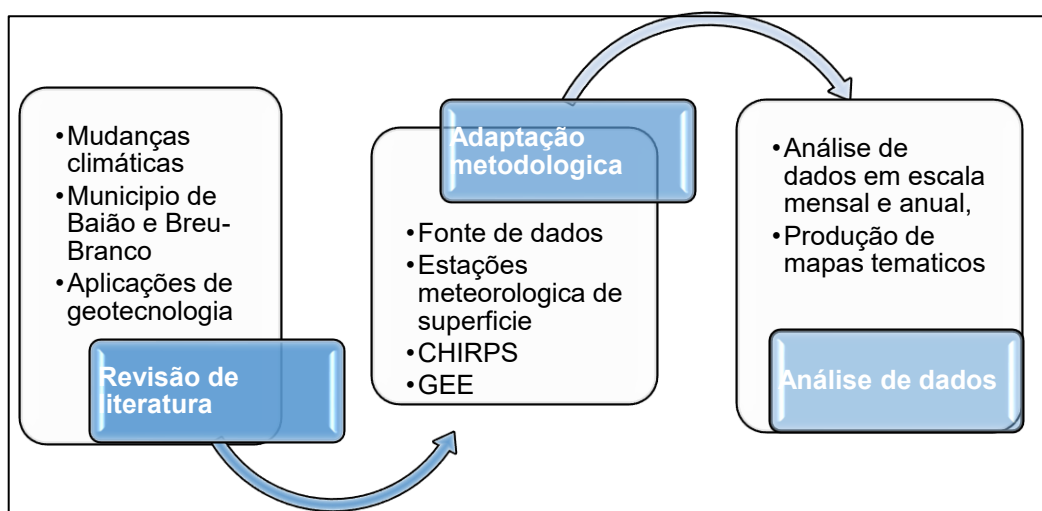 •Mudanças
climáticas
•Municipio de
Baião e Breu-
Branco
•Aplicações de
geotecnologia
Revisão de
literatura
Adaptação
metodologica
•Fonte de dados
•Estações
meteorologica de
superficie
•CHIRPS
•GEE
•Análise de
dados em escala
mensal e anual,
•Produção de
mapas tematicos
Análise de dados